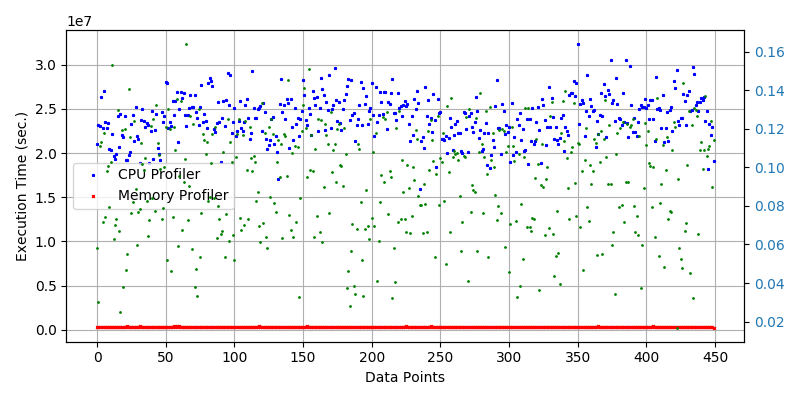 1e7
3.0
2.5
2.0
1.5
1.0
0.5
0.0
Execution Time (sec.)
CPU Profiler
Memory Profiler
0.16
0.14
0.12
0.10
0.08
0.06
0.04
0.02
0 50 100 150 200 250 300 350 400 450
Data Points